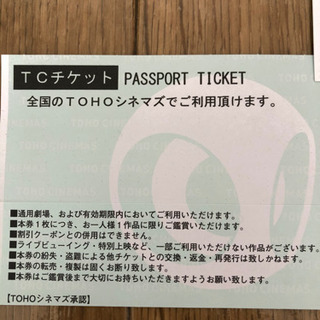 TCチケット PASSPORT TICKET
全国のTOHOシネマズでご利用頂けます。
■通用劇場、および有効期限内においてご利用いただけます。
■本券1枚につき、お一人様1作品に限りご鑑賞いただけます。
■割引クーポンとの併用はできません。
■ライブビューイング・特別上映など、一部ご利用いただけない作品がございます。
■本券の紛失・盗難による他チケットとの交換・返金・再発行は致しかねます。
■本券の転売・複製は固くお断り致します。
■本券はご鑑賞後まで大切にお持ちいただきますようお願い致します。
【TOHOシネマズ承認】